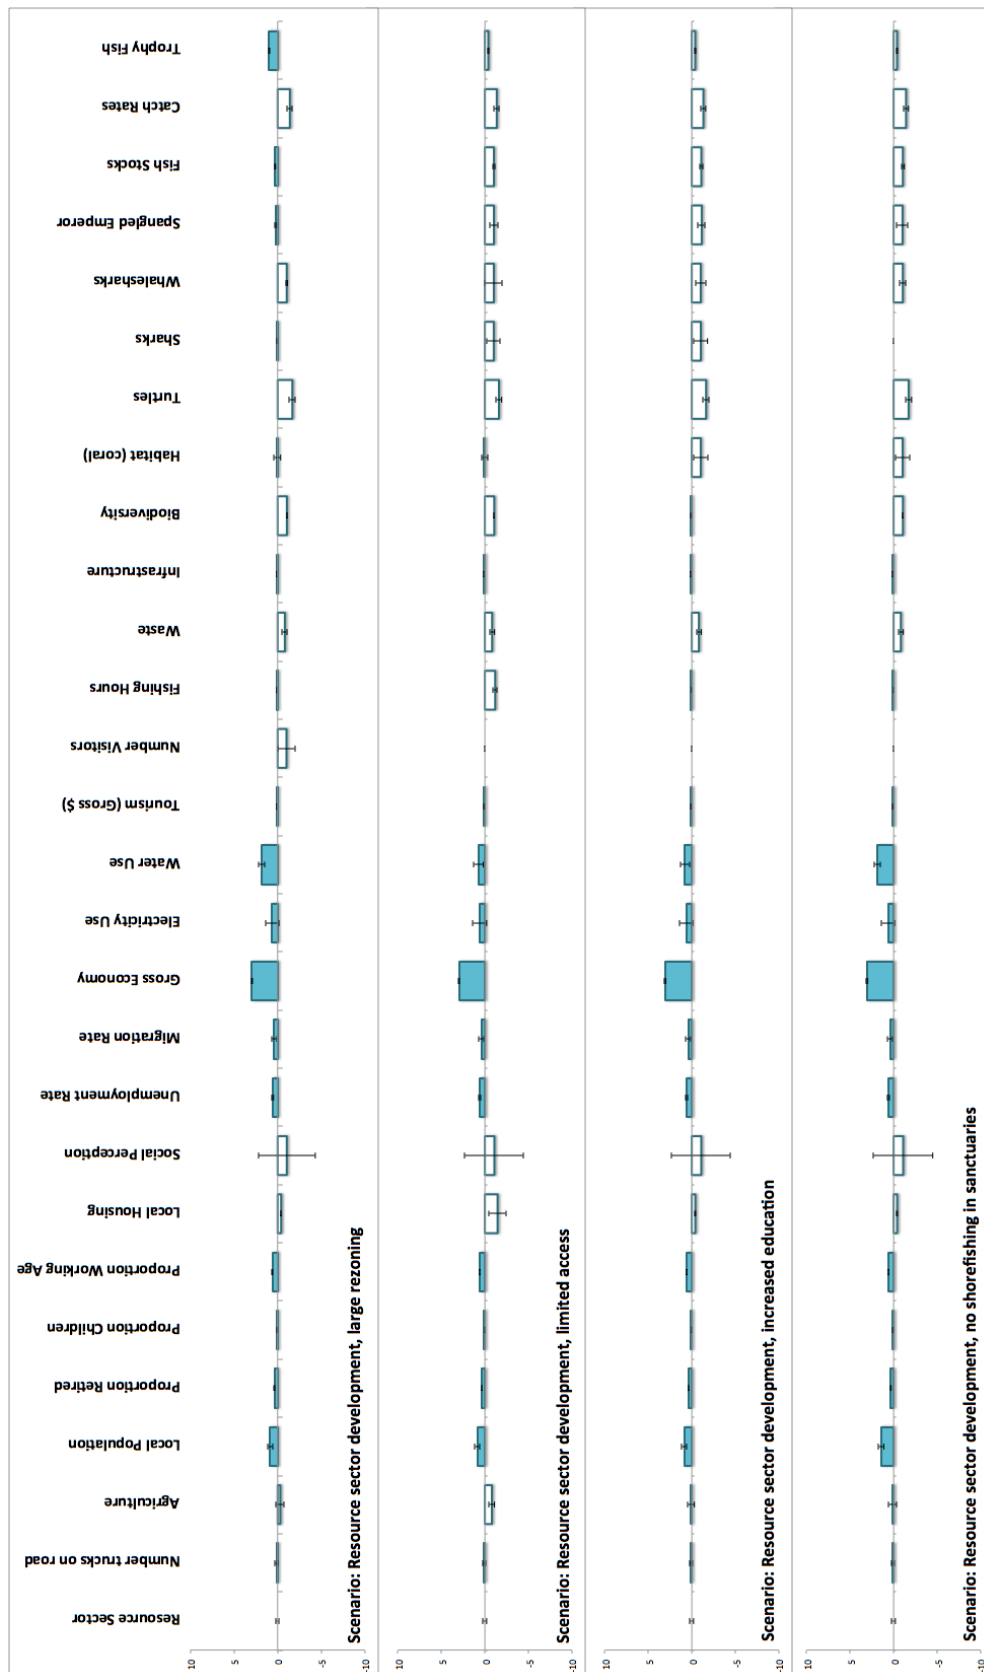 Trophy Fish
Catch Rates
Fish Stocks
Spangled Emperor
Whalesharks
Sharks
Turtles
Habitat (coral)
Biodiversity
Infrastructure
Waste
Fishing Hours
Number Visitors
Tourism (Gross $)
Water Use
Electricity Use
Gross Economy
Migration Rate
Unemployment Rate
Social Perception
Local Housing
Proportion Working Age
Proportion Children
Proportion Retired
Local Population
Agriculture
Number trucks on road
Resource Sector
10
5
0
-5
-10
Scenario: Resource sector development, large rezoning
10
5
0
-5
-10
Scenario: Resource sector development, limited access
10
5
0
-5
-10
Scenario: Resource sector development, increased education
10
5
0
-5
-10
Scenario: Resource sector development, no shorefishing in sanctuaries